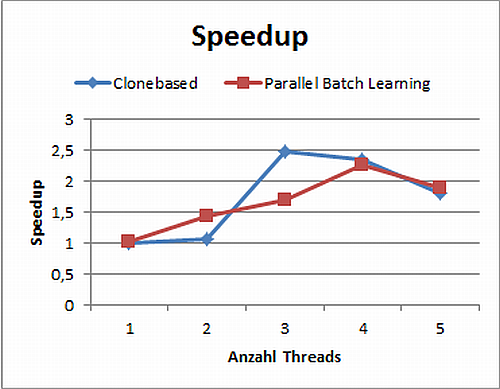 Speedup
Clonebased Parallel Batch Learning
3
2,5
2
1,5
1
0,5
0
Speedup
1 2 3 4 5
Anzahl Threads